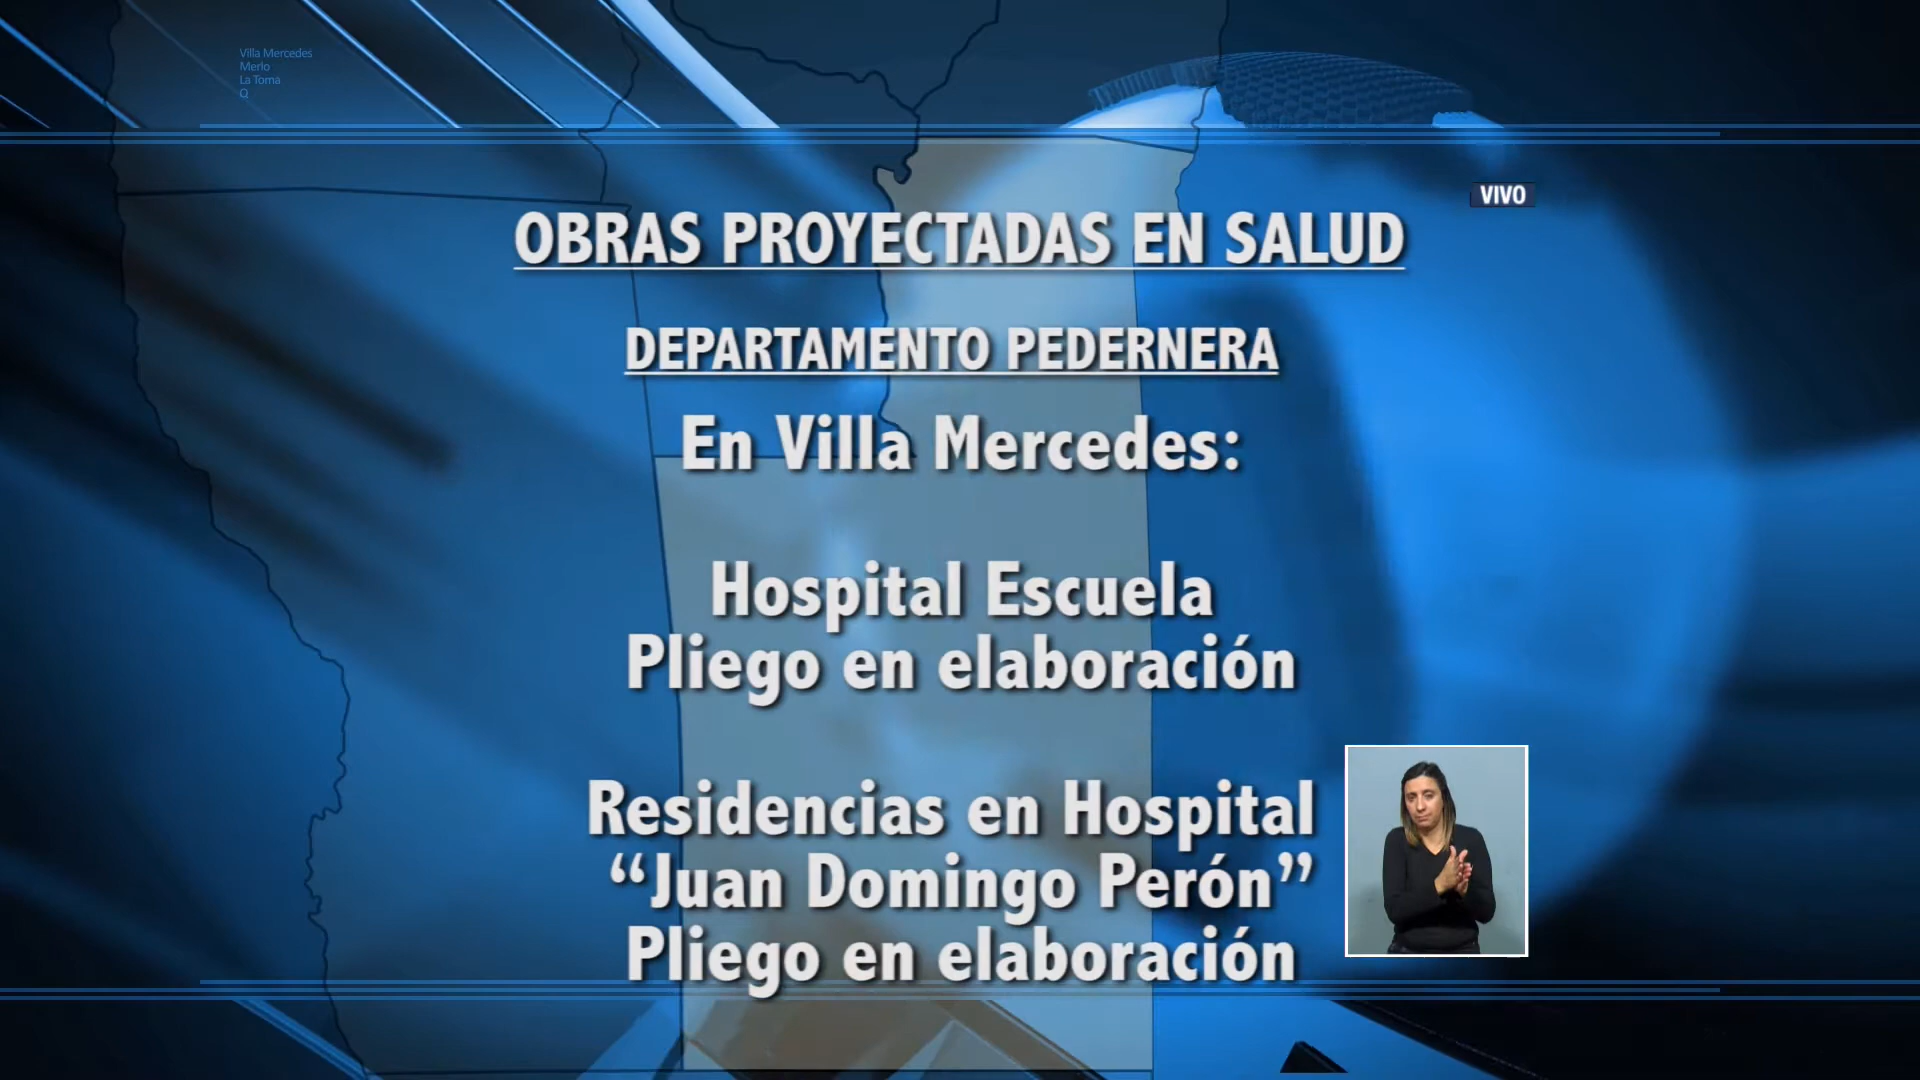 Villa Mercedes
Merlo
La Toma
Q
VIVO
OBRAS PROYECTADAS EN SALUD
DEPARTAMENTO PEDERNERA
En Villa Mercedes:
Hospital Escuela
Pliego en elaboración
Residencias en Hospital
“Juan Domingo Perón”
Pliego en elaboración